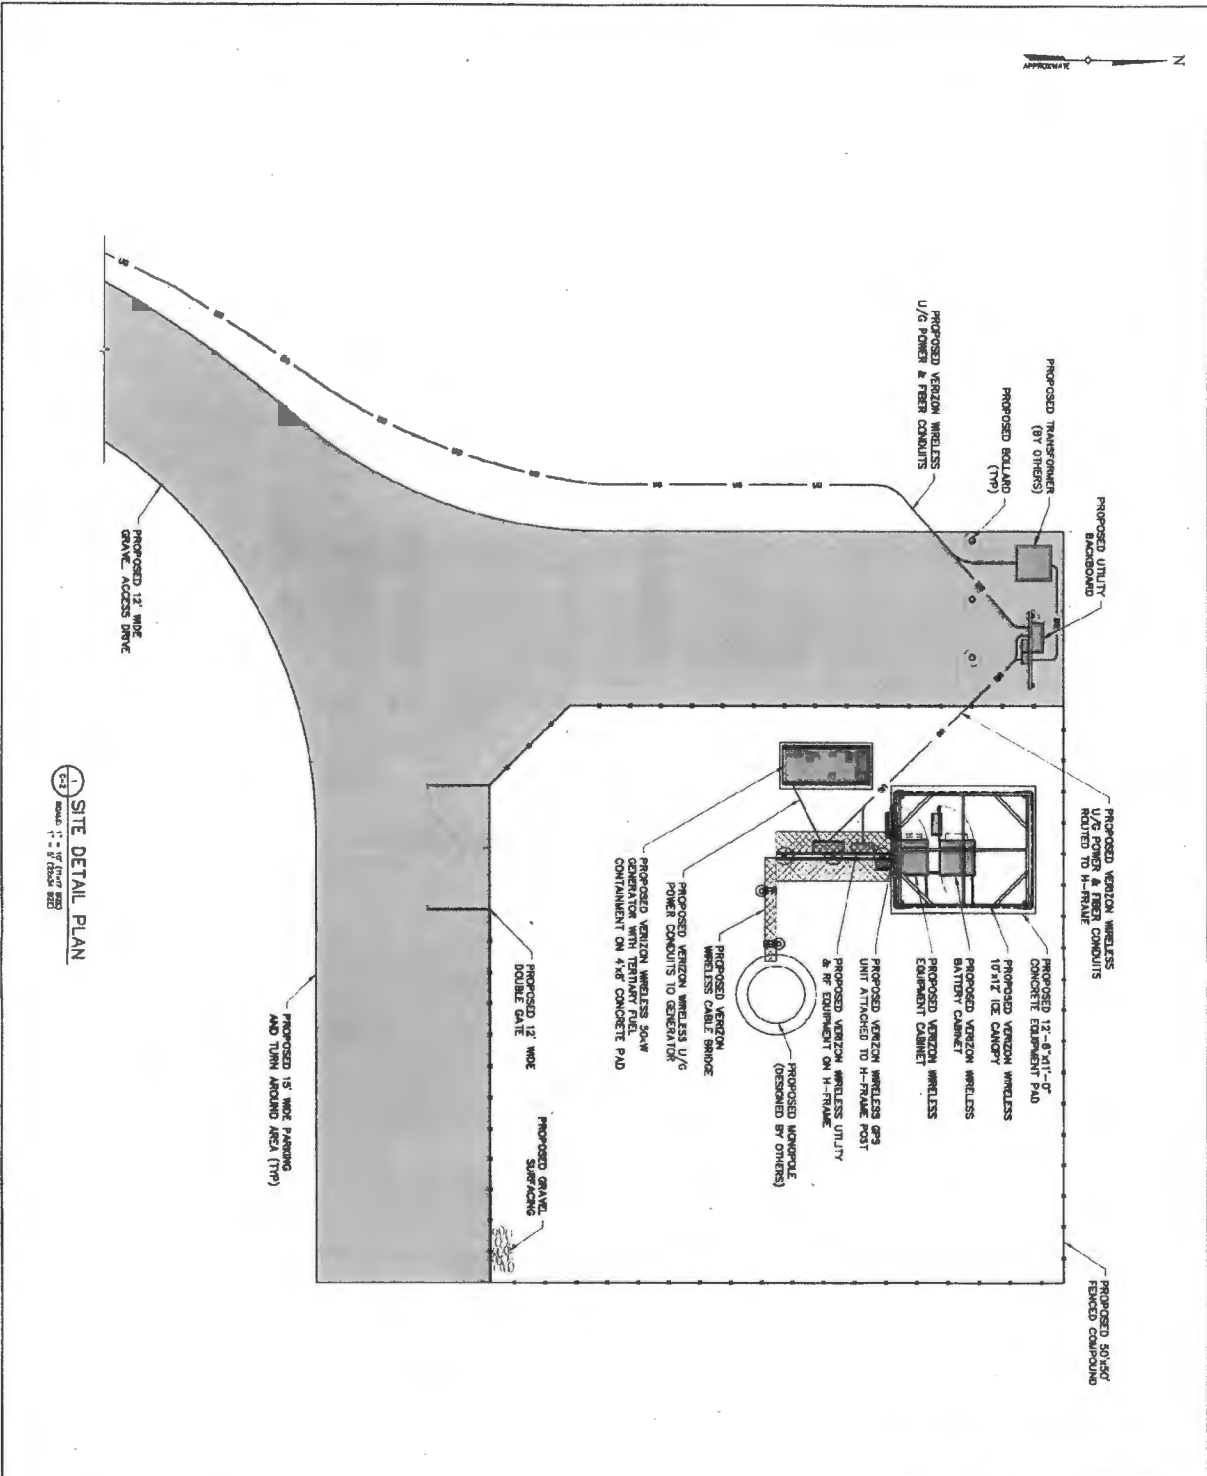 N
APPROXIMATE
PROPOSED UTILITY
BACKBOARD
PROPOSED TRANSFORMER
(BY OTHERS)
PROPOSED BOLLARD
(TYP)
PROPOSED VERIZON WIRELESS
U/G POWER & FIBER CONDUITS
PROPOSED 50'x50'
FENCED COMPOUND
PROPOSED VERIZON WIRELESS
U/G POWER & FIBER CONDUITS
ROUTED TO H-FRAME
PROPOSED 12'-6"x11'-0"
CONCRETE EQUIPMENT PAD
PROPOSED VERIZON WIRELESS
10'x12' ICE CANOPY
PROPOSED VERIZON WIRELESS
BATTERY CABINET
PROPOSED VERIZON WIRELESS
EQUIPMENT CABINET
PROPOSED VERIZON WIRELESS GPS
UNIT ATTACHED TO H-FRAME POST
PROPOSED VERIZON WIRELESS UTILITY
& RF EQUIPMENT ON H-FRAME
PROPOSED MONOPOLE
(DESIGNED BY OTHERS)
PROPOSED VERIZON
WIRELESS CABLE BRIDGE
PROPOSED VERIZON WIRELESS U/G
POWER CONDUITS TO GENERATOR
PROPOSED VERIZON WIRELESS 50kW
GENERATOR WITH TERTIARY FUEL
CONTAINMENT ON 4'x8' CONCRETE PAD
PROPOSED 12' WIDE
DOUBLE GATE
PROPOSED GRAVEL
SURFACING
PROPOSED 15' WIDE PARKING
AND TURN AROUND AREA (TYP)
PROPOSED 12' WIDE
GRAVEL ACCESS DRIVE
1
C-2
SITE DETAIL PLAN